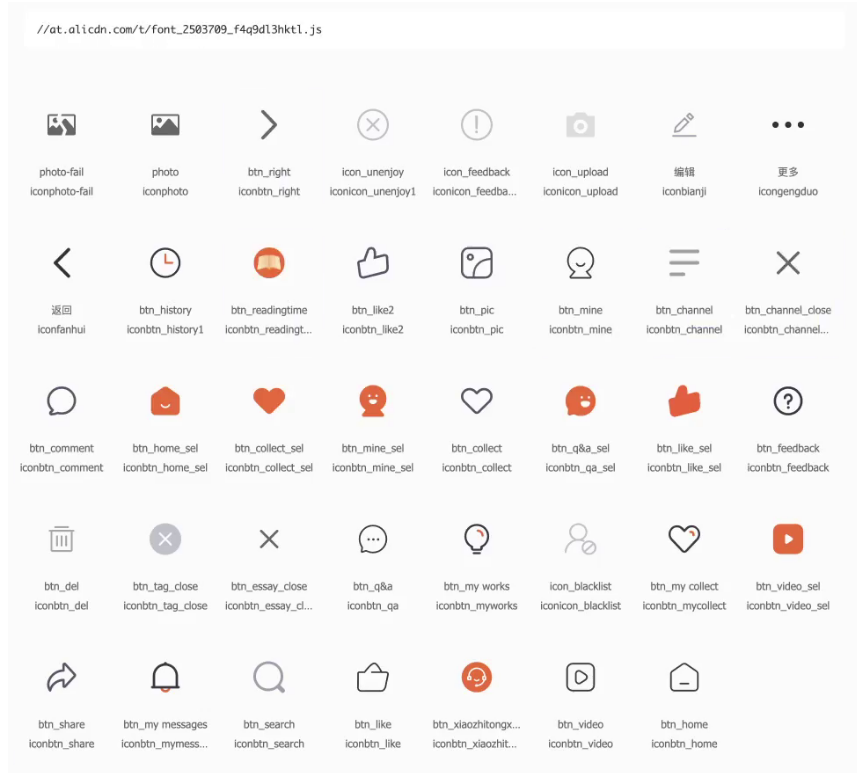 //at.alicdn.com/t/font_2503709_f4q9dl3hktl.js
photo-fail photo btn_right icon_unenjoy icon_feedback icon_upload 编辑 更多
iconphoto-fail iconphoto iconbtn_right iconicon_unenjoy1 iconicon_feedba... iconicon_upload iconbianji icongengduo
返回 btn_history btn_readingtime btn_like2 btn_pic btn_mine btn_channel btn_channel_close
iconfanhui iconbtn_history1 iconbtn_readingt... iconbtn_like2 iconbtn_pic iconbtn_mine iconbtn_channel iconbtn_channel...
btn_comment btn_home_sel btn_collect_sel btn_mine_sel btn_collect btn_q&a_sel btn_like_sel btn_feedback
iconbtn_comment iconbtn_home_sel iconbtn_collect_sel iconbtn_mine_sel iconbtn_collect iconbtn_qa_sel iconbtn_like_sel iconbtn_feedback
btn_del btn_tag_close btn_essay_close btn_q&a btn_my works icon_blacklist btn_my collect btn_video_sel
iconbtn_del iconbtn_tag_close iconbtn_essay_cl... iconbtn_qa iconbtn_myworks iconicon_blacklist iconbtn_mycollect iconbtn_video_sel
btn_share btn_my messages btn_search btn_like btn_xiaozhitongx... btn_video btn_home
iconbtn_share iconbtn_mymess... iconbtn_search iconbtn_like iconbtn_xiaozhit... iconbtn_video iconbtn_home